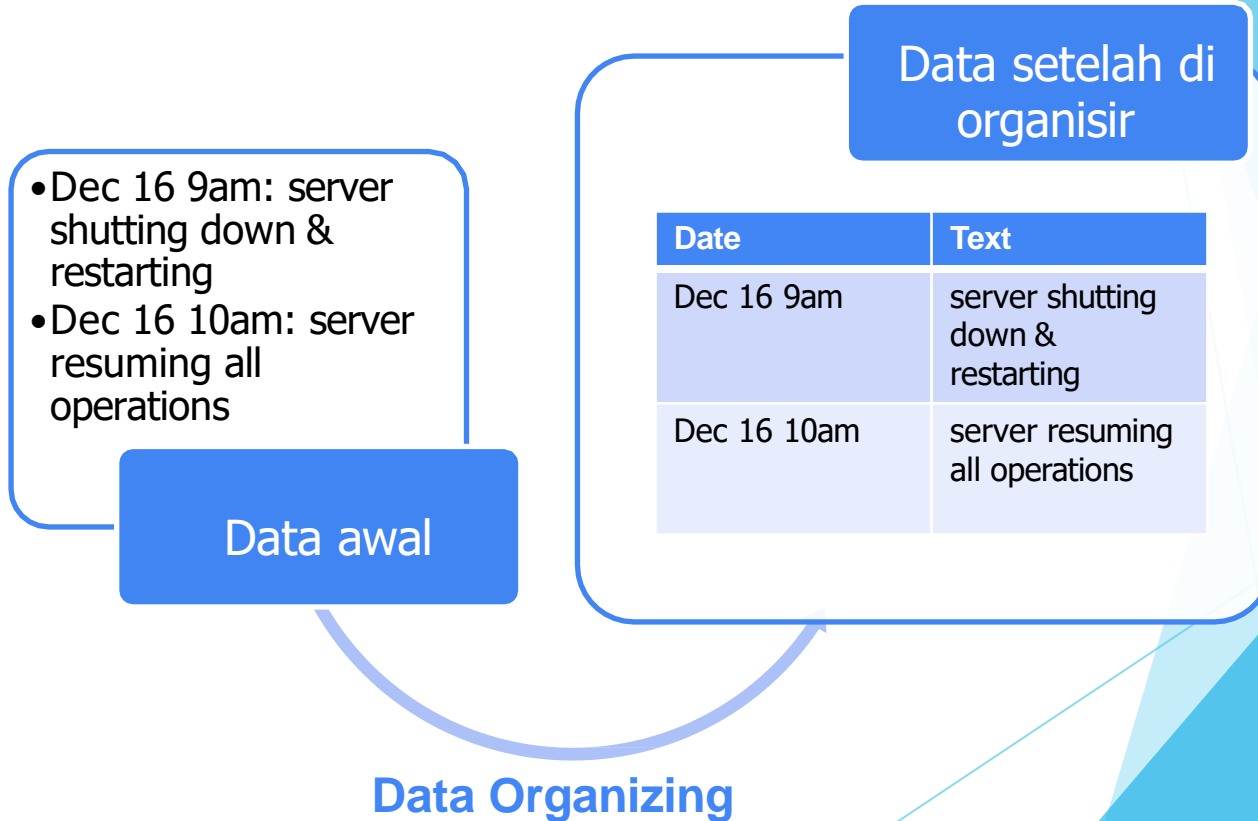 •Dec 16 9am: server
shutting down &
restarting
•Dec 16 10am: server
resuming all
operations
Data awal
Data setelah di
organisir
Date Text
Dec 16 9am server shutting
down &
restarting
Dec 16 10am server resuming
all operations
Data Organizing